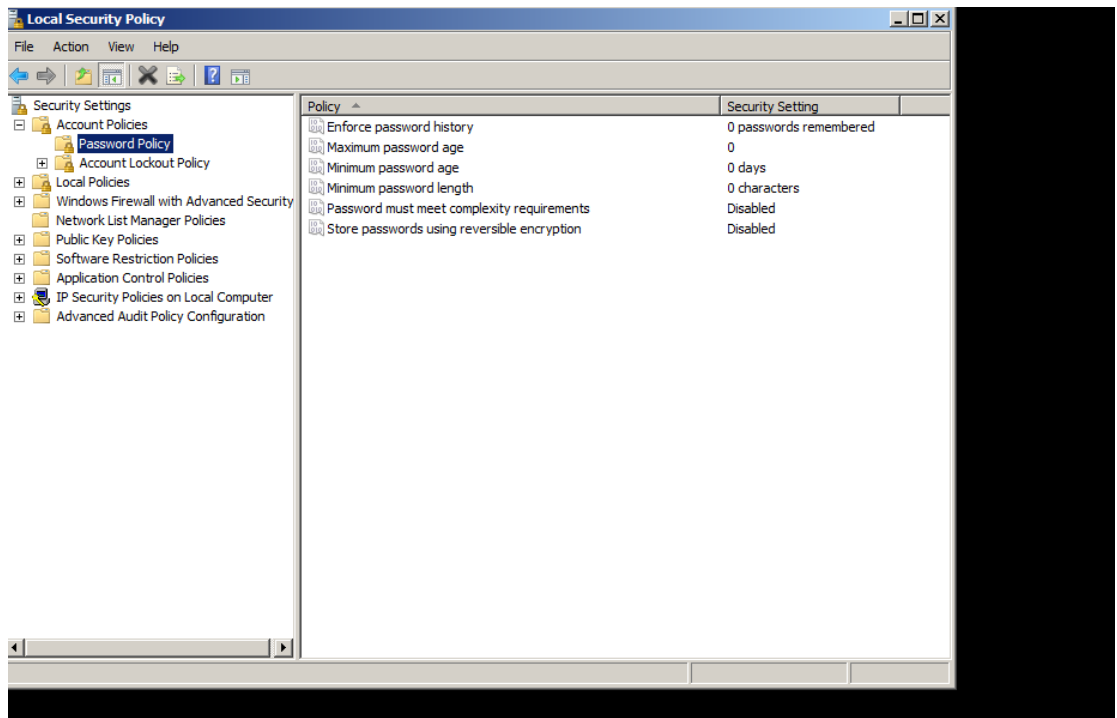 Local Security Policy
File Action View Help
Security Settings
Account Policies
Password Policy
Account Lockout Policy
Local Policies
Windows Firewall with Advanced Security
Network List Manager Policies
Public Key Policies
Software Restriction Policies
Application Control Policies
IP Security Policies on Local Computer
Advanced Audit Policy Configuration
Policy Security Setting
Enforce password history 0 passwords remembered
Maximum password age 0
Minimum password age 0 days
Minimum password length 0 characters
Password must meet complexity requirements Disabled
Store passwords using reversible encryption Disabled